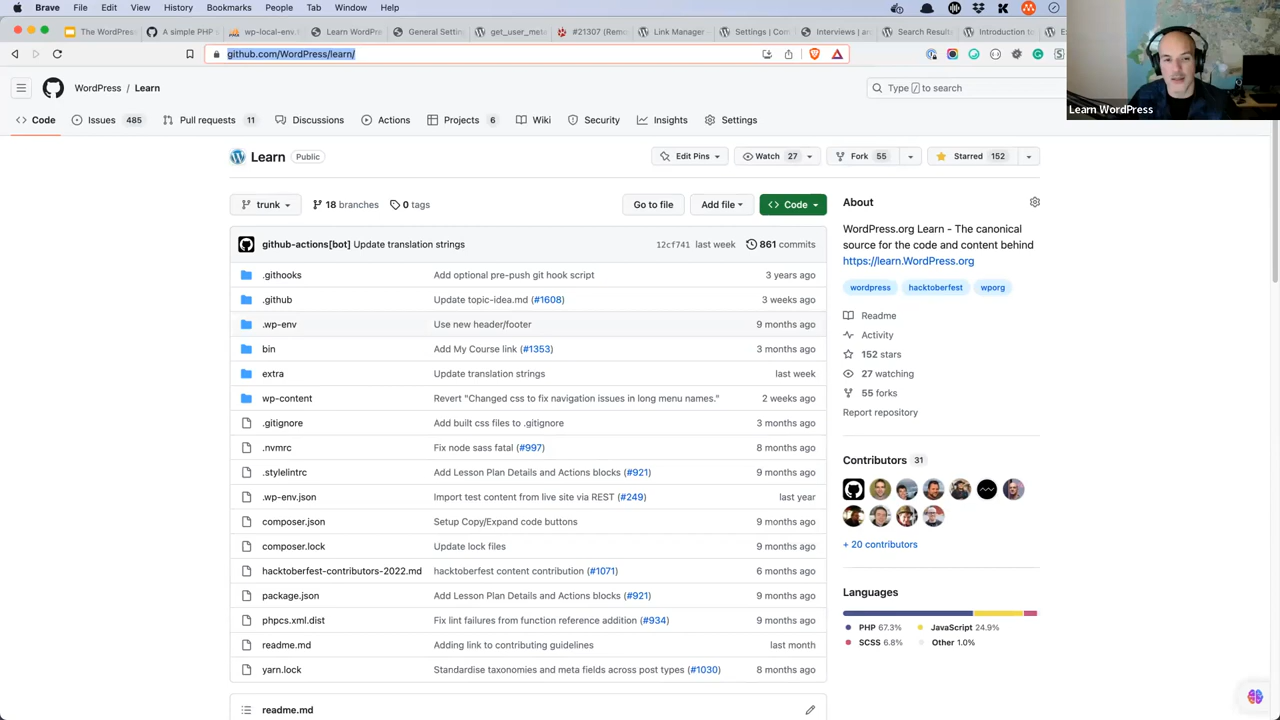 Brave File Edit View History Bookmarks People Tab Window Help
The WordPress
A simple PHP U
wp-local-env.l
GitHub - Word
General Setting
get_user_meta
#21307 (Remo
Link Manager –
Settings | Com
Interviews | an
Search Results
Introduction to
github.com/WordPress/learn/
WordPress / Learn
Type / to search
Learn WordPress
Code
Issues 485
Pull requests 11
Discussions
Projects 6
Wiki
Security
Insights
Settings
Learn Public
Edit Pins
Watch 27
Fork 55
Starred 152
trunk
18 branches
0 tags
Go to file
Add file
Code
github-actions[bot] Update translation strings 12cf741 last week 861 commits
.githooks Add optional pre-push git hook script 3 years ago
.github Update topic-idea.md (#1608) 3 weeks ago
.wp-env Use new header/footer 9 months ago
bin Add My Course link (#1353) 3 months ago
extra Update translation strings last week
wp-content Revert "Changed css to fix navigation issues in long menu names." 2 weeks ago
.gitignore Add built css files to .gitignore 3 months ago
.nvmrc Fix node sass fatal (#997) 8 months ago
.stylelintrc Add Lesson Plan Details and Actions blocks (#921) 9 months ago
.wp-env.json Import test content from live site via REST (#249) last year
composer.json Setup Copy/Expand code buttons 9 months ago
composer.lock Update lock files 9 months ago
hacktoberfest-contributors-2022.md hacktoberfest content contribution (#1071) 6 months ago
package.json Add Lesson Plan Details and Actions blocks (#921) 9 months ago
phpcs.xml.dist Fix lint failures from function reference addition (#934) 9 months ago
readme.md Adding link to contributing guidelines last month
yarn.lock Standardise taxonomies and meta fields across post types (#1030) 8 months ago
readme.md
About
WordPress.org Learn - The canonical
source for the code and content behind
https://learn.WordPress.org
wordpress hacktoberfest wporg
Readme
Activity
152 stars
27 watching
55 forks
Report repository
Contributors 31
+ 20 contributors
Languages
PHP 67.3% JavaScript 24.9%
SCSS 6.8% Other 1.0%